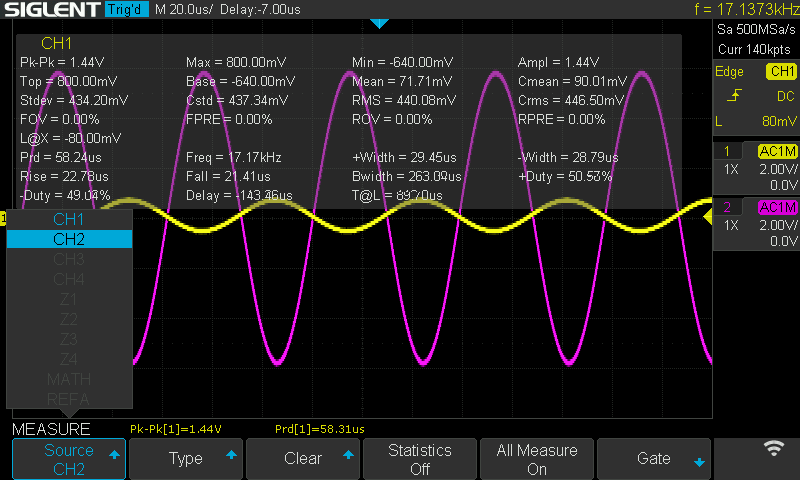 SIGLENT Trig'd M 20.0us/ Delay:-7.00us f = 17.1373kHz
Sa 500MSa/s
Curr 140kpts
CH1
Pk-Pk = 1.44V Max = 800.00mV Min = -640.00mV Ampl = 1.44V
Top = 800.00mV Base = -640.00mV Mean = 71.71mV Cmean = 90.01mV
Stdev = 434.20mV Cstd = 437.34mV RMS = 440.08mV Crms = 446.50mV
FOV = 0.00% FPRE = 0.00% ROV = 0.00% RPRE = 0.00%
L@X = -80.00mV
Prd = 58.24us Freq = 17.17kHz +Width = 29.45us -Width = 28.79us
Rise = 22.78us Fall = 21.41us Bwidth = 263.00us +Duty = 50.57%
-Duty = 49.04% Delay = -143.46us T@L =
Edge CH1
DC
L 80mV
1 AC1M
1X 2.00V/
0.0V
2 AC1M
1X 2.00V/
0.0V
1
CH1
CH2
CH3
CH4
Z1
Z2
Z3
Z4
MATH
REFA
MEASURE Pk-Pk[1]=1.44V Prd[1]=58.31us
Source
CH2
Type
Clear
Statistics
Off
All Measure
On
Gate